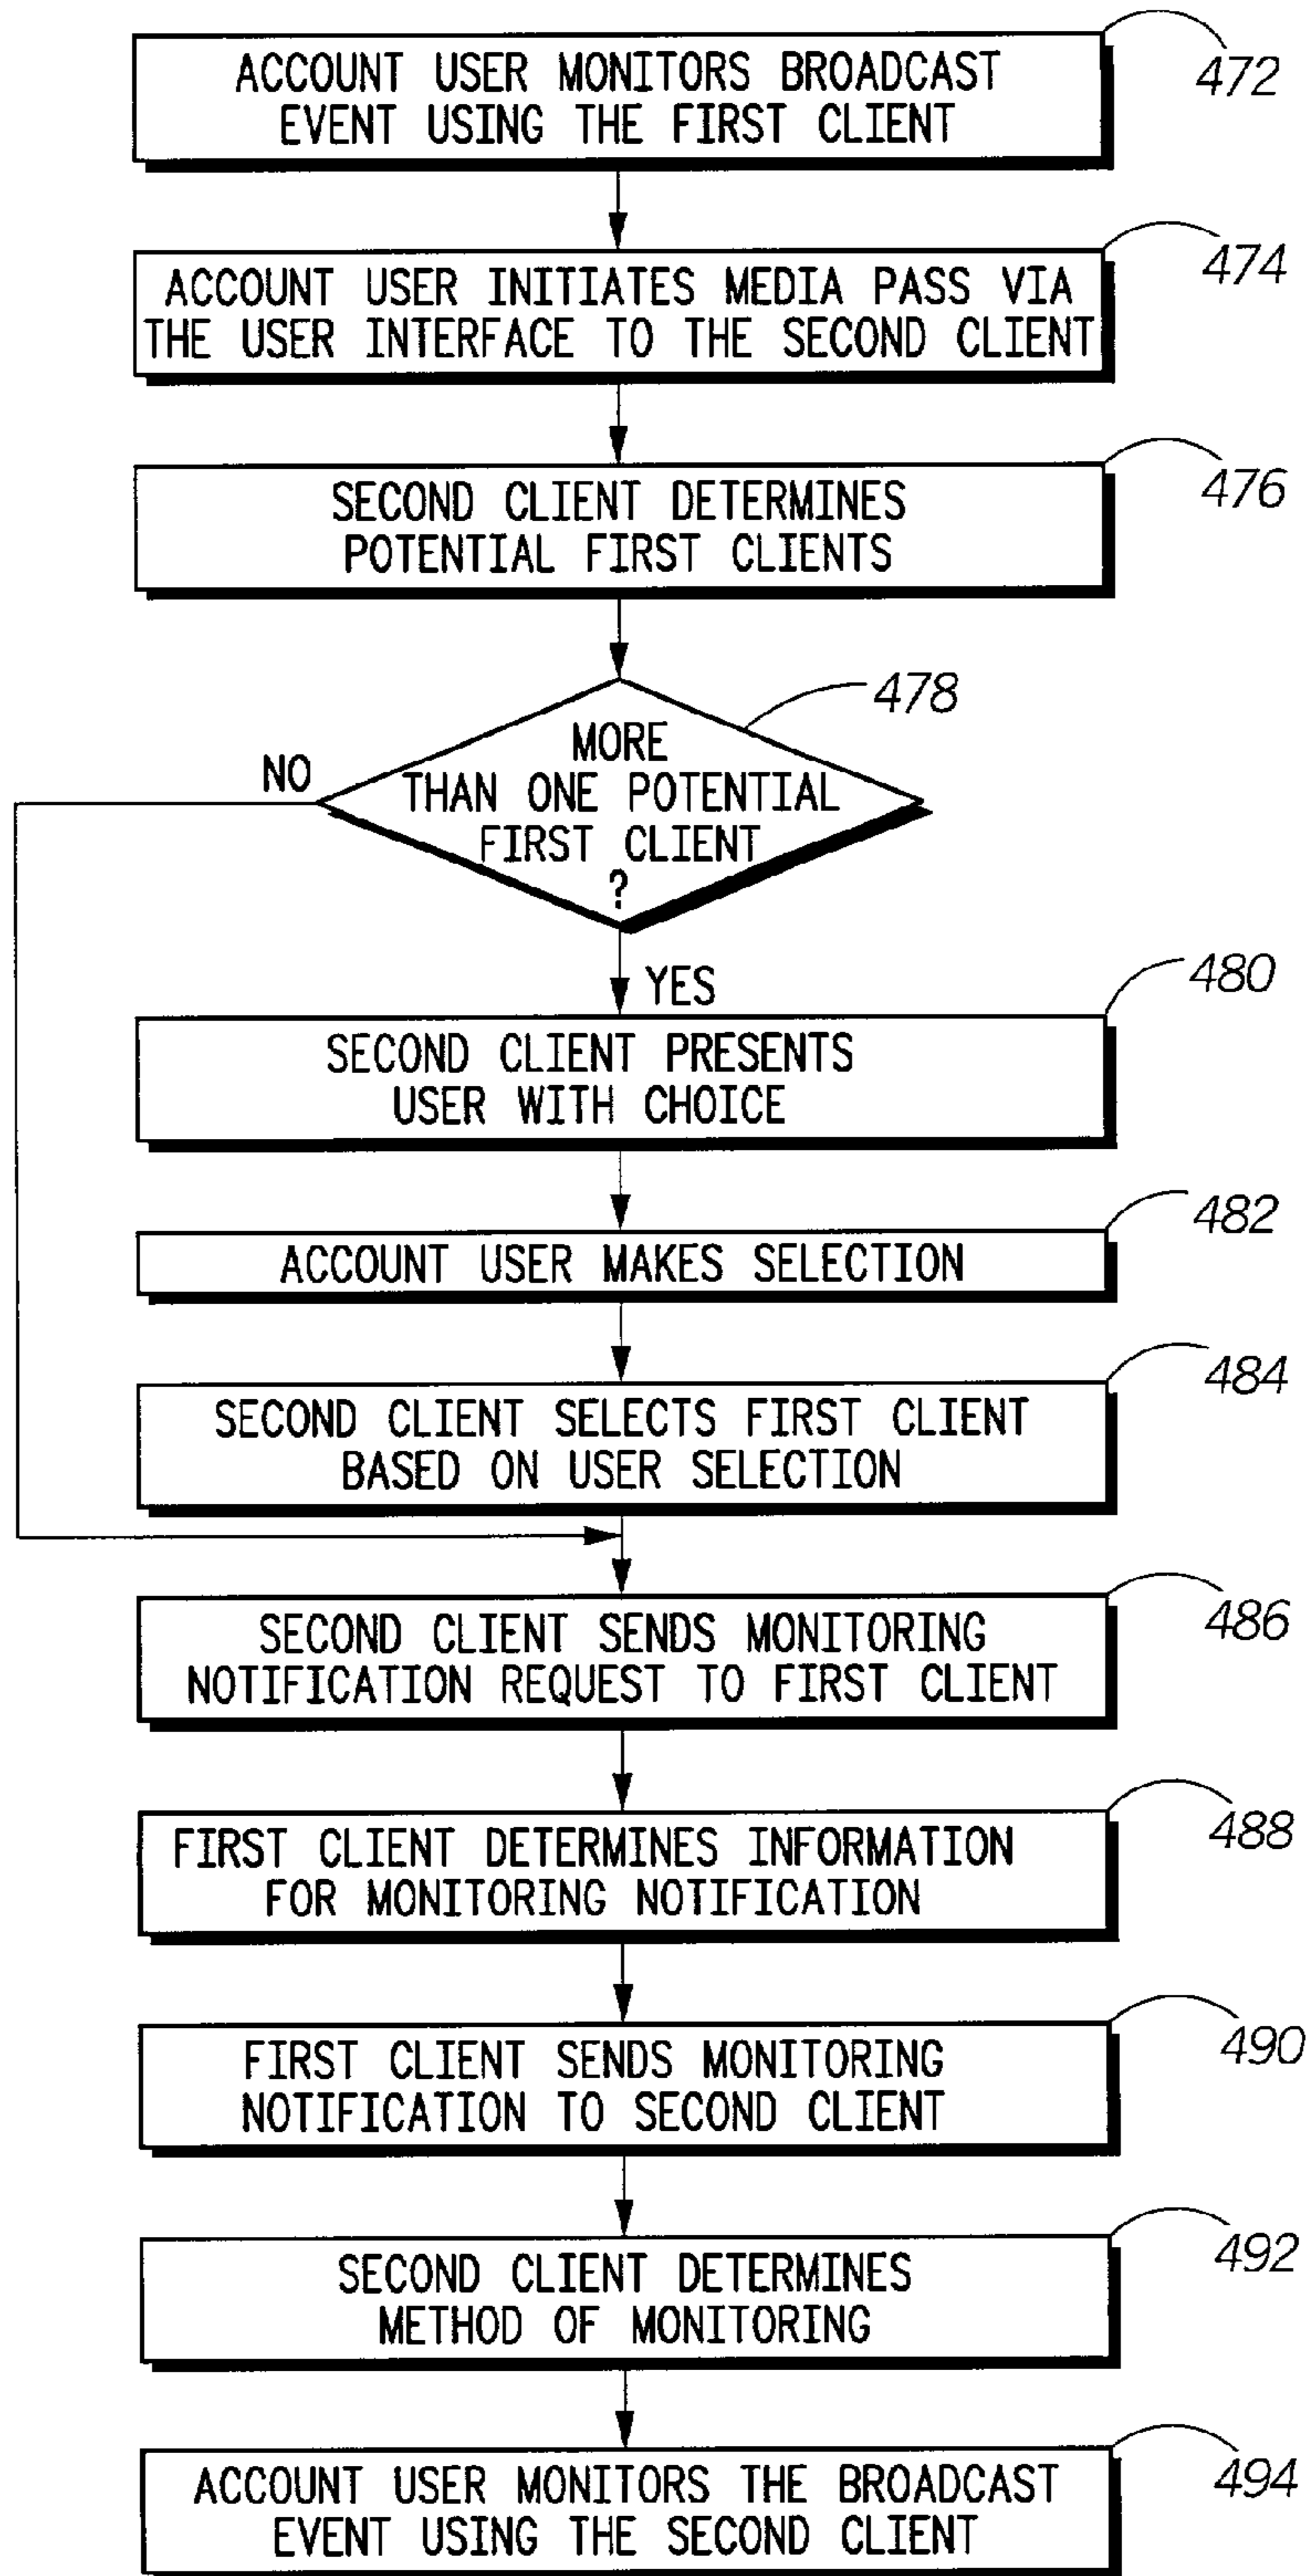 ACCOUNT USER MONITORS BROADCAST
EVENT USING THE FIRST CLIENT
472
ACCOUNT USER INITIATES MEDIA PASS VIA
THE USER INTERFACE TO THE SECOND CLIENT
474
SECOND CLIENT DETERMINES
POTENTIAL FIRST CLIENTS
476
478
NO
MORE
THAN ONE POTENTIAL
FIRST CLIENT
?
YES
480
SECOND CLIENT PRESENTS
USER WITH CHOICE
482
ACCOUNT USER MAKES SELECTION
484
SECOND CLIENT SELECTS FIRST CLIENT
BASED ON USER SELECTION
486
SECOND CLIENT SENDS MONITORING
NOTIFICATION REQUEST TO FIRST CLIENT
488
FIRST CLIENT DETERMINES INFORMATION
FOR MONITORING NOTIFICATION
490
FIRST CLIENT SENDS MONITORING
NOTIFICATION TO SECOND CLIENT
492
SECOND CLIENT DETERMINES
METHOD OF MONITORING
494
ACCOUNT USER MONITORS THE BROADCAST
EVENT USING THE SECOND CLIENT